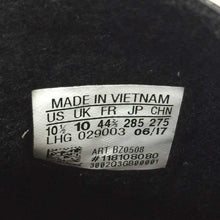 MADE IN VIETNAM
US UK FR JP CHN
10½ 10 44⅔ 285 275
LHG 029003 06/17
ART BZ0508
#118108080
3002Q3GB00001